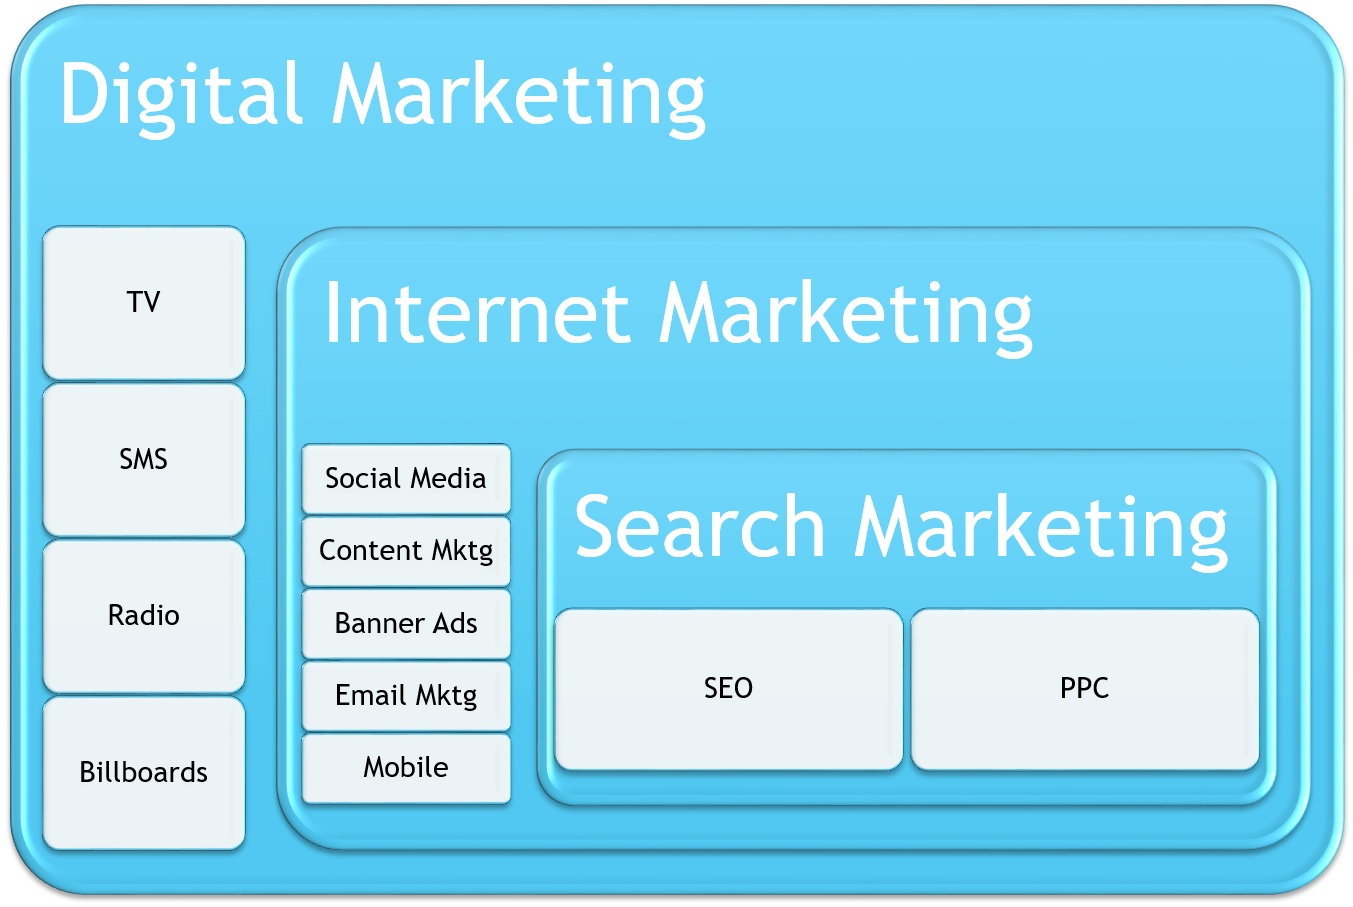 Digital Marketing
TV
SMS
Radio
Billboards
Internet Marketing
Social Media
Content Mktg
Banner Ads
Email Mktg
Mobile
Search Marketing
SEO
PPC